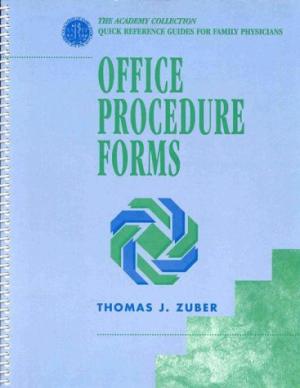 THE ACADEMY COLLECTION
QUICK REFERENCE GUIDES FOR FAMILY PHYSICIANS
OFFICE
PROCEDURE
FORMS
THOMAS J. ZUBER